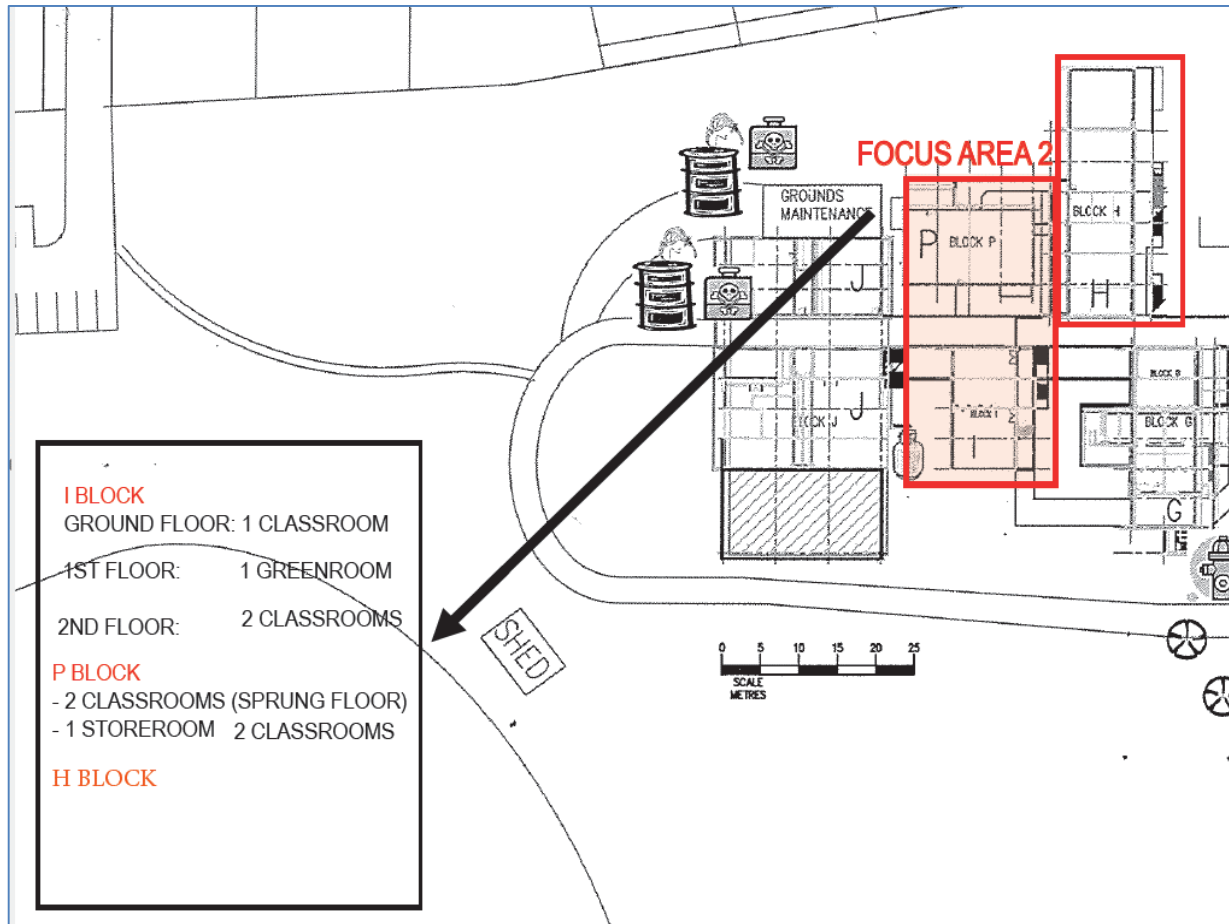 FOCUS AREA 2
GROUNDS
MAINTENANCE
BLOCK H
P
BLOCK P
J
H
BLOCK I
I
J
LOCK J
BLOCK G
G
I BLOCK
GROUND FLOOR: 1 CLASSROOM
1ST FLOOR: 1 GREENROOM
2ND FLOOR: 2 CLASSROOMS
P BLOCK
- 2 CLASSROOMS (SPRUNG FLOOR)
- 1 STOREROOM 2 CLASSROOMS
H BLOCK
SHED
0 5 10 15 20 25
SCALE
METRES